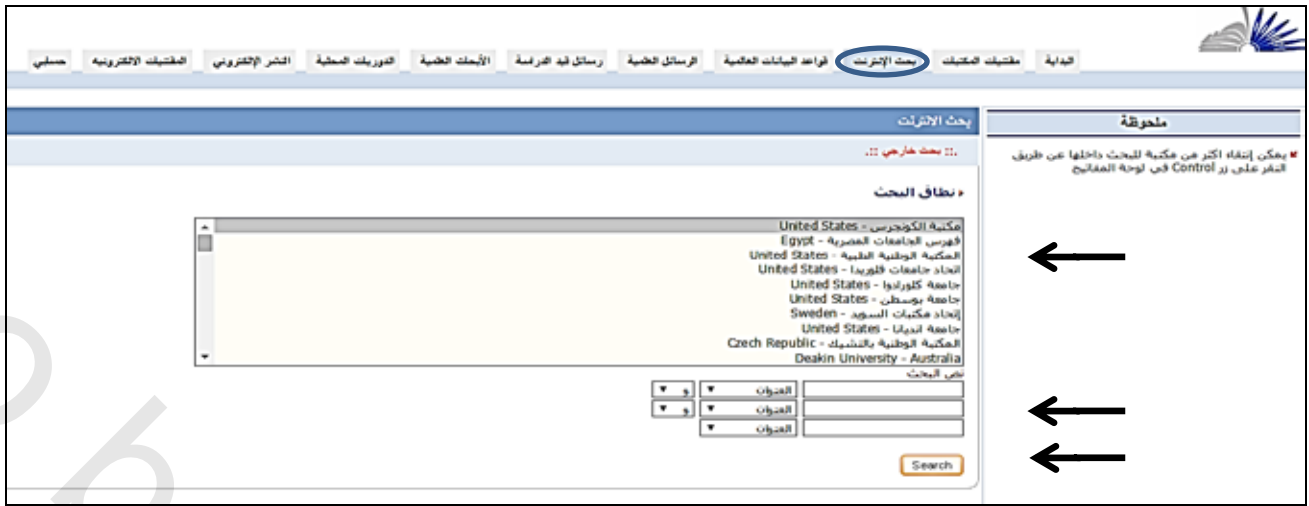 البداية مقتنيات المكتبات بحث الإنترنت قواعد البيانات العالمية الرسائل العلمية رسائل قيد الدراسة الأبحاث العلمية الدوريات المحلية النشر الإلكتروني المقتنيات الالكترونيه حسابي
ملحوظة
يمكن إنتقاء اكثر من مكتبة للبحث داخلها عن طريق
النقر على زر Control في لوحة المفاتيح
بحث الانترنت
.:: بحث خارجي ::.
نطاق البحث
مكتبة الكونجرس - United States
فهرس الجامعات المصرية - Egypt
المكتبة الوطنية الطبية - United States
اتحاد جامعات فلوريدا - United States
جامعة كلورادوا - United States
جامعة بوسطن - United States
إتحاد مكتبات السويد - Sweden
جامعة انديانا - United States
المكتبة الوطنية بالتشيك - Czech Republic
Deakin University - Australia
نص البحث
العنوان و
العنوان و
العنوان
Search